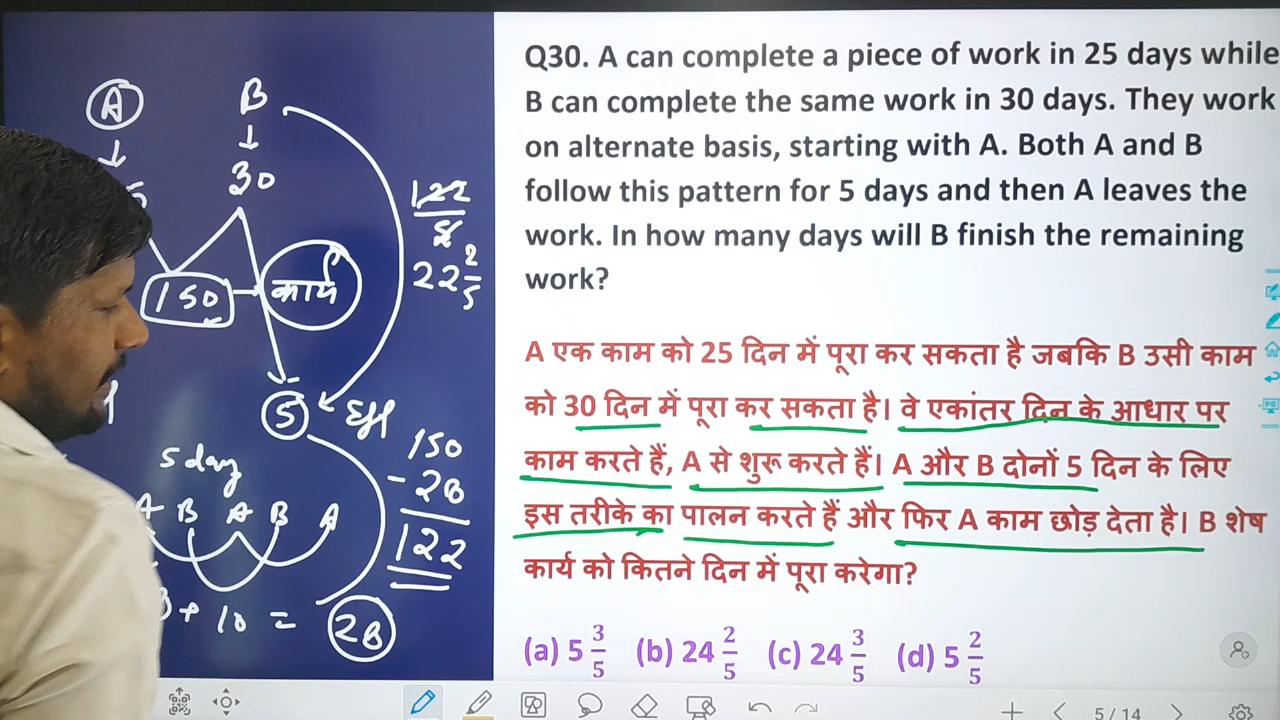 A B
30
150 कार्य
5 Eff
122
5
22 2/5
150
- 28
122
5 day
A B A B A
+ 10 = 28
Q30. A can complete a piece of work in 25 days while
B can complete the same work in 30 days. They work
on alternate basis, starting with A. Both A and B
follow this pattern for 5 days and then A leaves the
work. In how many days will B finish the remaining
work?
A एक काम को 25 दिन में पूरा कर सकता है जबकि B उसी काम
को 30 दिन में पूरा कर सकता है। वे एकांतर दिन के आधार पर
काम करते हैं, A से शुरू करते हैं। A और B दोनों 5 दिन के लिए
इस तरीके का पालन करते हैं और फिर A काम छोड़ देता है। B शेष
कार्य को कितने दिन में पूरा करेगा?
(a) 5 3/5 (b) 24 2/5 (c) 24 3/5 (d) 5 2/5
5 / 14